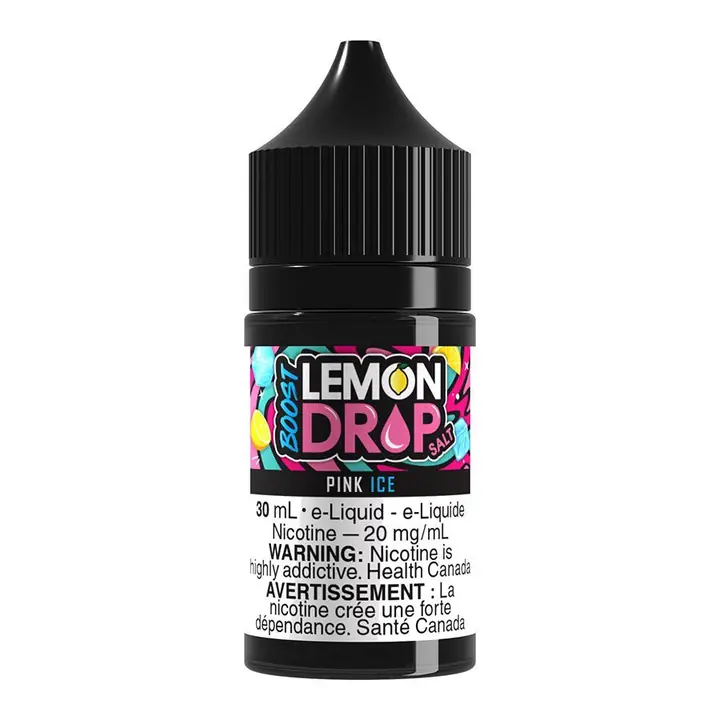 BOOST
LEMON
DROP
SALT
PINK ICE
30 mL • e-Liquid - e-Liquide
Nicotine — 20 mg/mL
WARNING: Nicotine is
highly addictive. Health Canada
AVERTISSEMENT : La
nicotine crée une forte
dépendance. Santé Canada